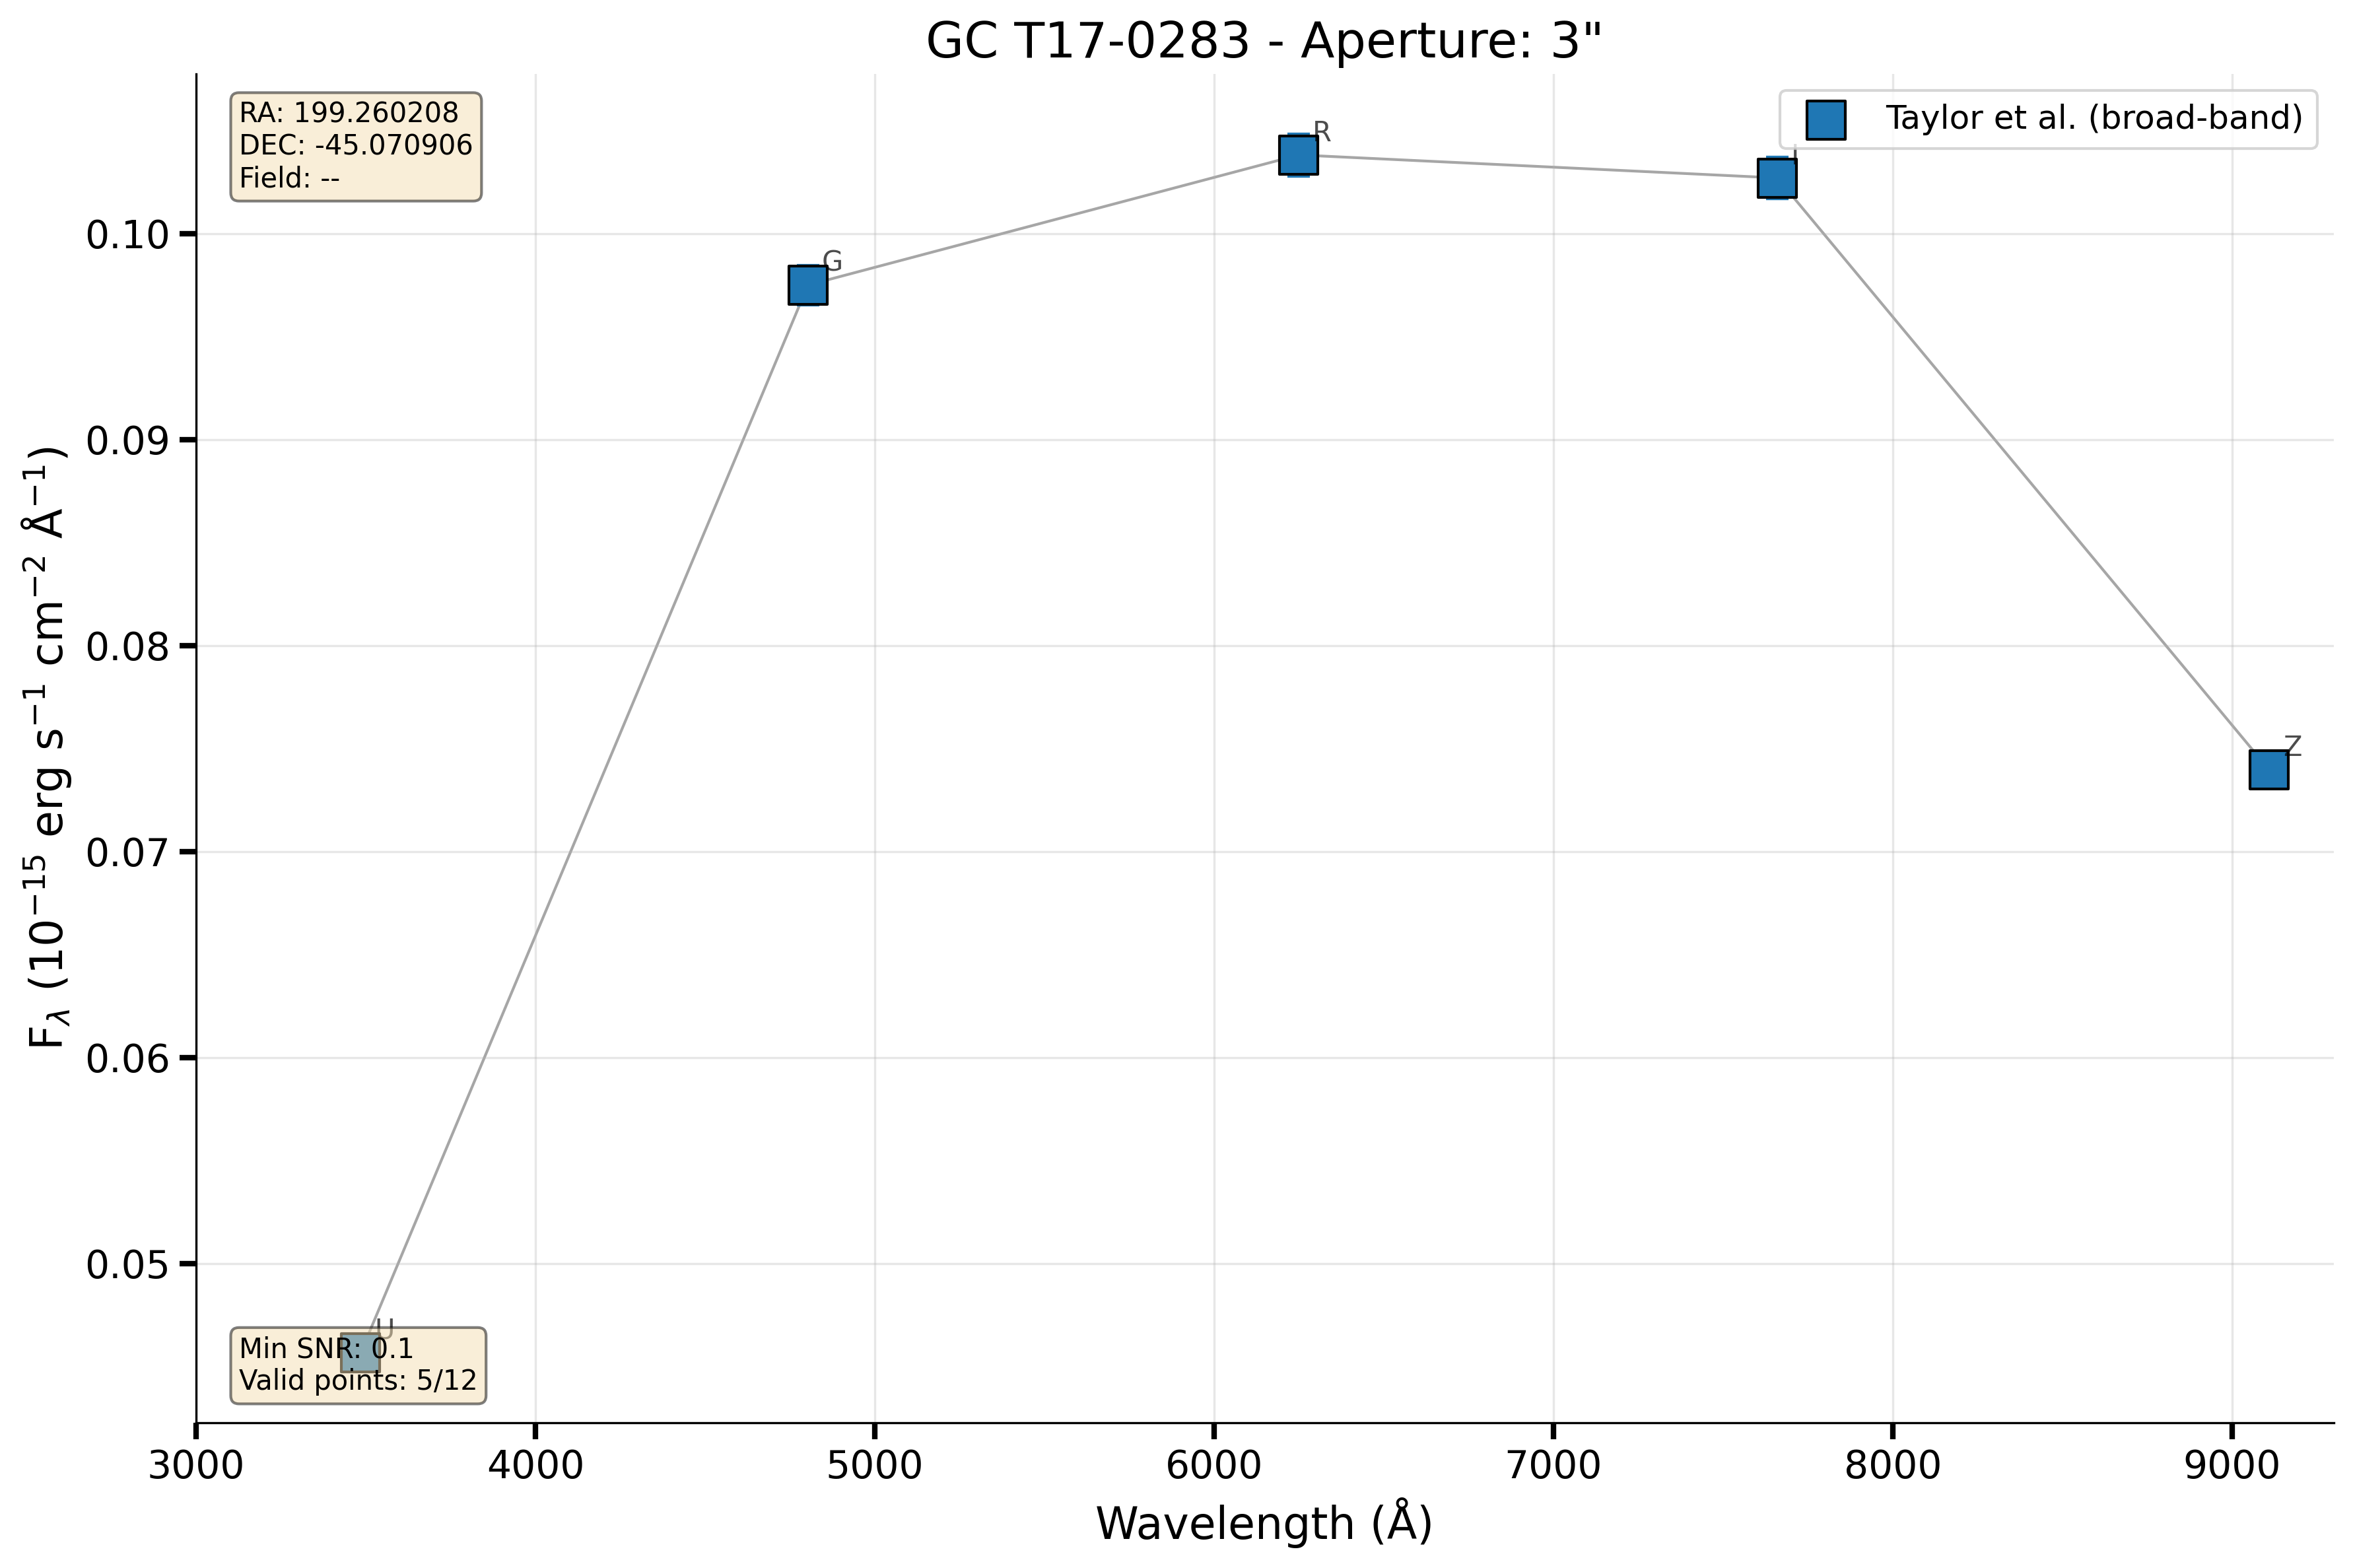 GC T17-0283 - Aperture: 3"
RA: 199.260208
DEC: -45.070906
Field: --
Taylor et al. (broad-band)
U
G
R
I
Z
Min SNR: 0.1
Valid points: 5/12
0.10
0.09
0.08
0.07
0.06
0.05
F_λ (10⁻¹⁵ erg s⁻¹ cm⁻² Å⁻¹)
3000 4000 5000 6000 7000 8000 9000
Wavelength (Å)